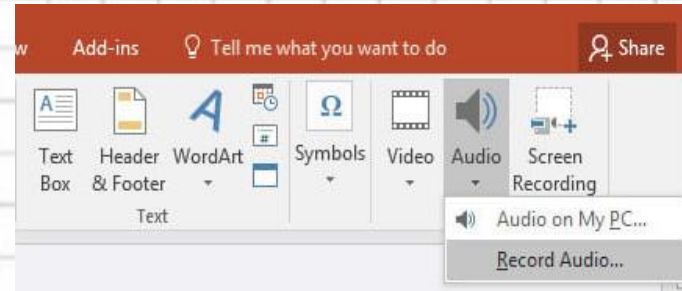 w Add-ins Tell me what you want to do Share
A
Text Header WordArt # Ω Symbols Video Audio Screen
Box & Footer Recording
Text
Audio on My PC...
Record Audio...